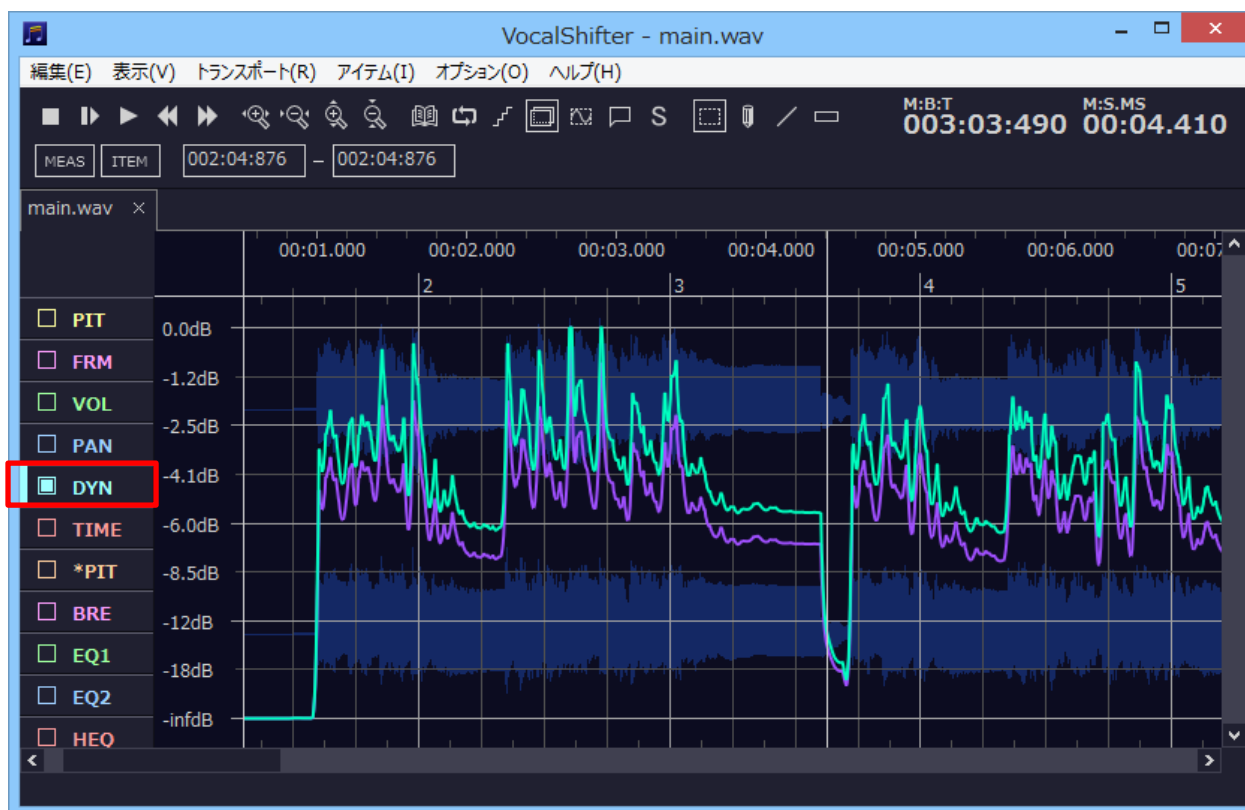 VocalShifter - main.wav
編集(E) 表示(V) トランスポート(R) アイテム(I) オプション(O) ヘルプ(H)
S
M:B:T M:S.MS
003:03:490 00:04.410
MEAS ITEM 002:04:876 – 002:04:876
main.wav
00:01.000 00:02.000 00:03.000 00:04.000 00:05.000 00:06.000 00:07
2 3 4 5
PIT
0.0dB
FRM
-1.2dB
VOL
-2.5dB
PAN
-4.1dB
DYN
-6.0dB
TIME
-8.5dB
*PIT
BRE
-12dB
EQ1
-18dB
EQ2
-infdB
HEQ